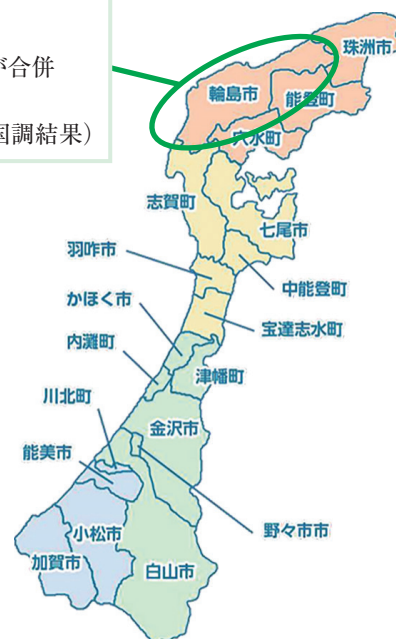 が合併
国調結果）
珠洲市
輪島市
能登町
穴水町
志賀町
七尾市
羽咋市
中能登町
かほく市
宝達志水町
内灘町
津幡町
川北町
金沢市
能美市
野々市市
小松市
加賀市
白山市